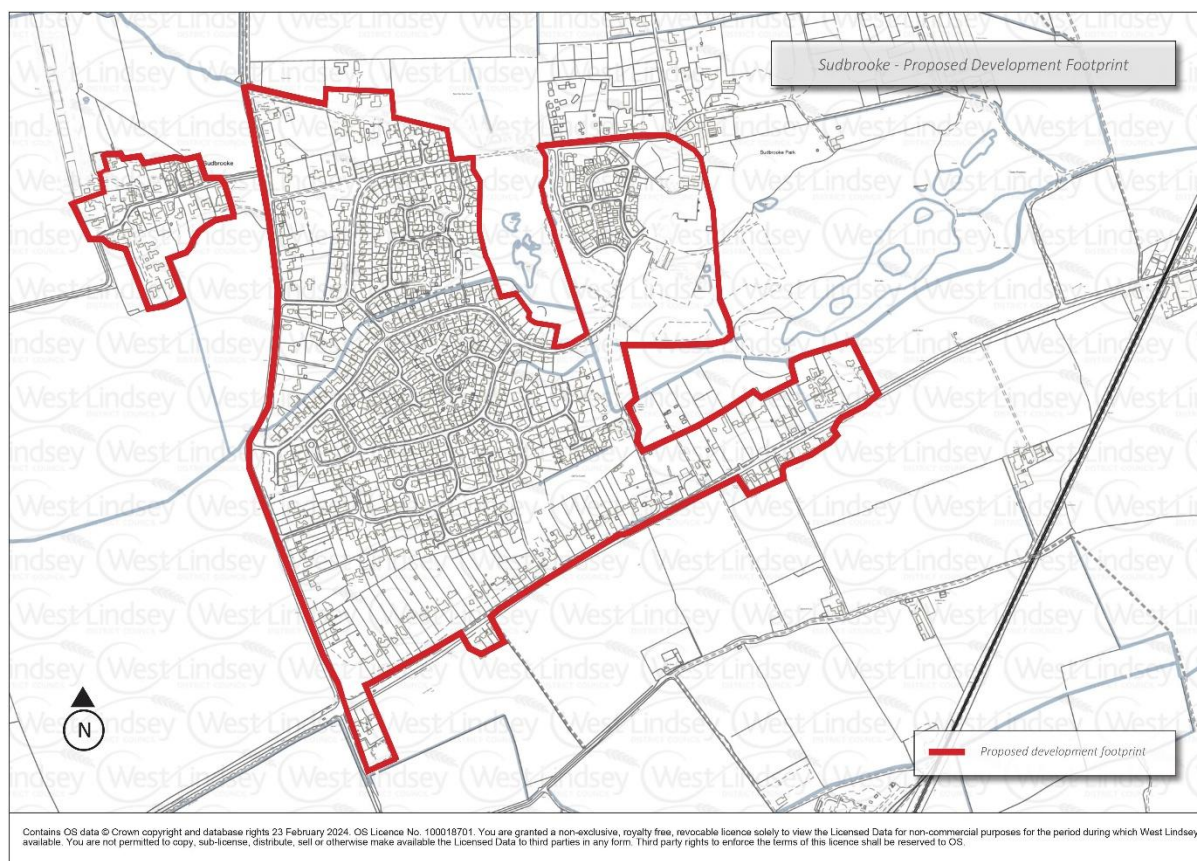 Sudbrooke - Proposed Development Footprint
Sudbrooke
Sudbrooke Park
West Lindsey
DISTRICT COUNCIL
N
Proposed development footprint
Contains OS data © Crown copyright and database rights 23 February 2024. OS Licence No. 100018701. You are granted a non-exclusive, royalty free, revocable licence solely to view the Licensed Data for non-commercial purposes for the period during which West Lindsey
available. You are not permitted to copy, sub-license, distribute, sell or otherwise make available the Licensed Data to third parties in any form. Third party rights to enforce the terms of this licence shall be reserved to OS.